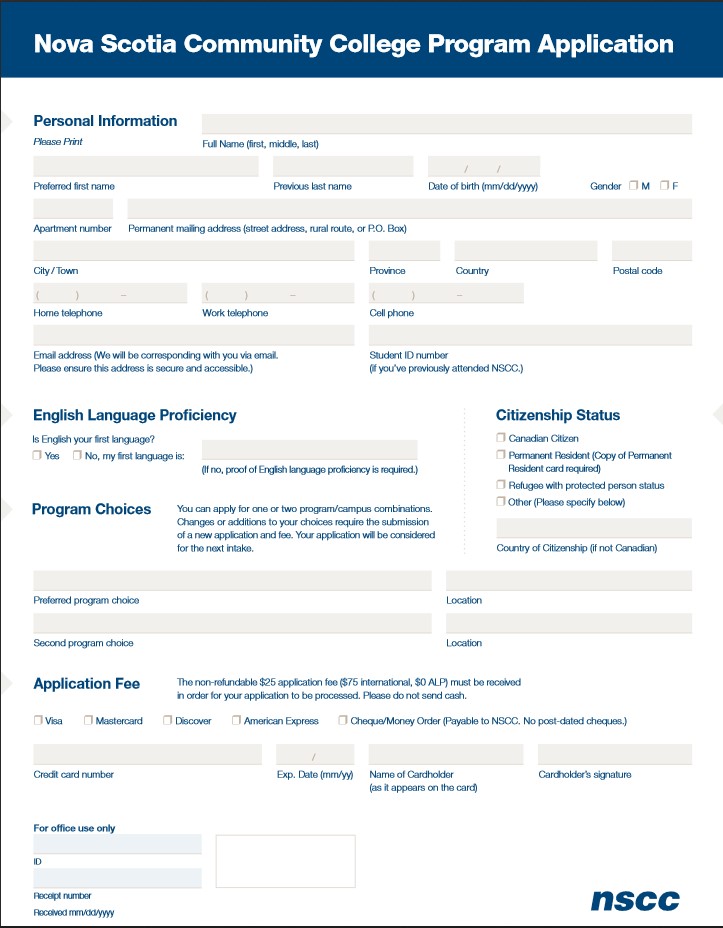 Nova Scotia Community College Program Application
Personal Information
Please Print
Full Name (first, middle, last)
/ /
Preferred first name Previous last name Date of birth (mm/dd/yyyy) Gender M F
Apartment number Permanent mailing address (street address, rural route, or P.O. Box)
City/Town Province Country Postal code
( ) – ( ) – ( ) –
Home telephone Work telephone Cell phone
Email address (We will be corresponding with you via email.
Please ensure this address is secure and accessible.)
Student ID number
(if you've previously attended NSCC.)
English Language Proficiency
Is English your first language?
Yes No, my first language is:
(If no, proof of English language proficiency is required.)
Citizenship Status
Canadian Citizen
Permanent Resident (Copy of Permanent
Resident card required)
Refugee with protected person status
Other (Please specify below)
Country of Citizenship (if not Canadian)
Program Choices
You can apply for one or two program/campus combinations.
Changes or additions to your choices require the submission
of a new application and fee. Your application will be considered
for the next intake.
Preferred program choice Location
Second program choice Location
Application Fee
The non-refundable $25 application fee ($75 international, $0 ALP) must be received
in order for your application to be processed. Please do not send cash.
Visa Mastercard Discover American Express Cheque/Money Order (Payable to NSCC. No post-dated cheques.)
/
Credit card number Exp. Date (mm/yy) Name of Cardholder Cardholder's signature
(as it appears on the card)
For office use only
ID
Receipt number
Received mm/dd/yyyy
nscc